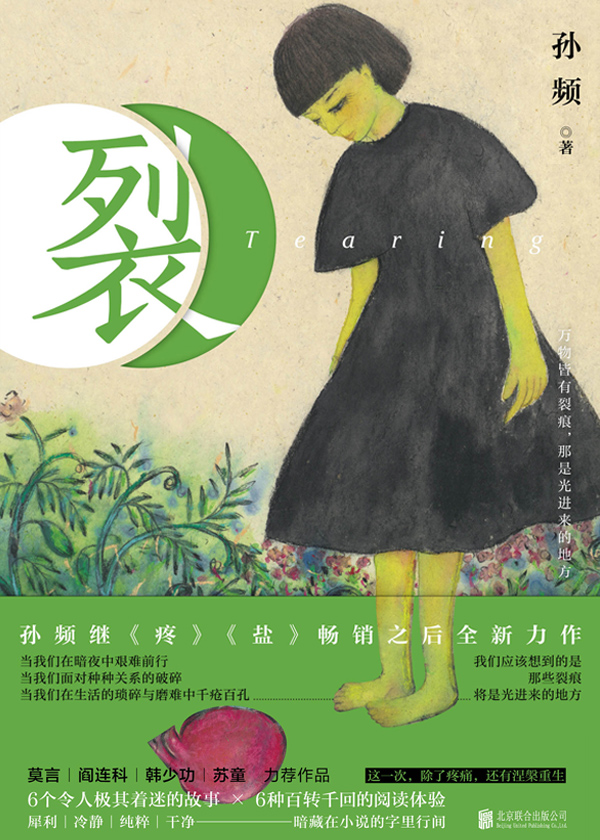 孙频
◎著
裂
Tearing
万物皆有裂痕，那是光进来的地方
孙频继《疼》《盐》畅销之后全新力作
当我们在暗夜中艰难前行
当我们面对种种关系的破碎
当我们在生活的琐碎与磨难中千疮百孔
我们应该想到的是
那些裂痕
将是光进来的地方
莫言｜阎连科｜韩少功｜苏童 力荐作品
这一次，除了疼痛，还有涅槃重生
6个令人极其着迷的故事 × 6种百转千回的阅读体验
犀利｜冷静｜纯粹｜干净————暗藏在小说的字里行间
北京联合出版公司
Beijing United Publishing Co.,Ltd.